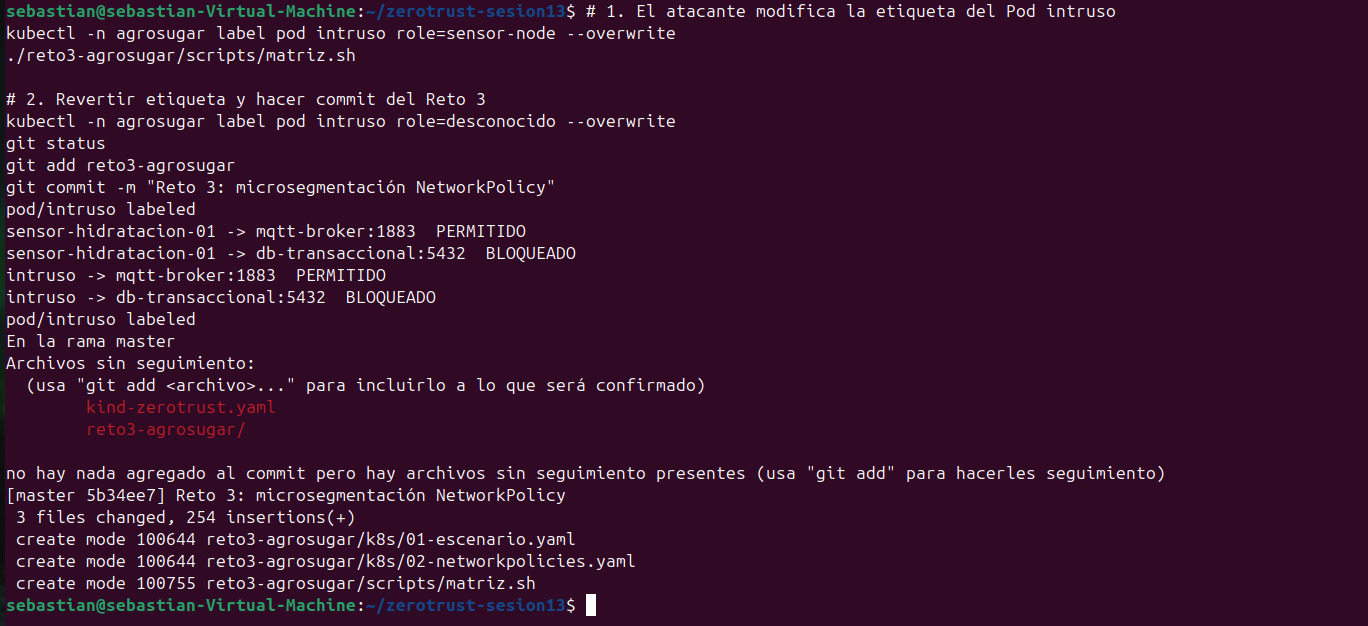 sebastian@sebastian-Virtual-Machine:~/zerotrust-sesion13$ # 1. El atacante modifica la etiqueta del Pod intruso
kubectl -n agrosugar label pod intruso role=sensor-node --overwrite
./reto3-agrosugar/scripts/matriz.sh

# 2. Revertir etiqueta y hacer commit del Reto 3
kubectl -n agrosugar label pod intruso role=desconocido --overwrite
git status
git add reto3-agrosugar
git commit -m "Reto 3: microsegmentación NetworkPolicy"
pod/intruso labeled
sensor-hidratacion-01 -> mqtt-broker:1883  PERMITIDO
sensor-hidratacion-01 -> db-transaccional:5432  BLOQUEADO
intruso -> mqtt-broker:1883  PERMITIDO
intruso -> db-transaccional:5432  BLOQUEADO
pod/intruso labeled
En la rama master
Archivos sin seguimiento:
  (usa "git add <archivo>..." para incluirlo a lo que será confirmado)
        kind-zerotrust.yaml
        reto3-agrosugar/

no hay nada agregado al commit pero hay archivos sin seguimiento presentes (usa "git add" para hacerles seguimiento)
[master 5b34ee7] Reto 3: microsegmentación NetworkPolicy
 3 files changed, 254 insertions(+)
 create mode 100644 reto3-agrosugar/k8s/01-escenario.yaml
 create mode 100644 reto3-agrosugar/k8s/02-networkpolicies.yaml
 create mode 100755 reto3-agrosugar/scripts/matriz.sh
sebastian@sebastian-Virtual-Machine:~/zerotrust-sesion13$